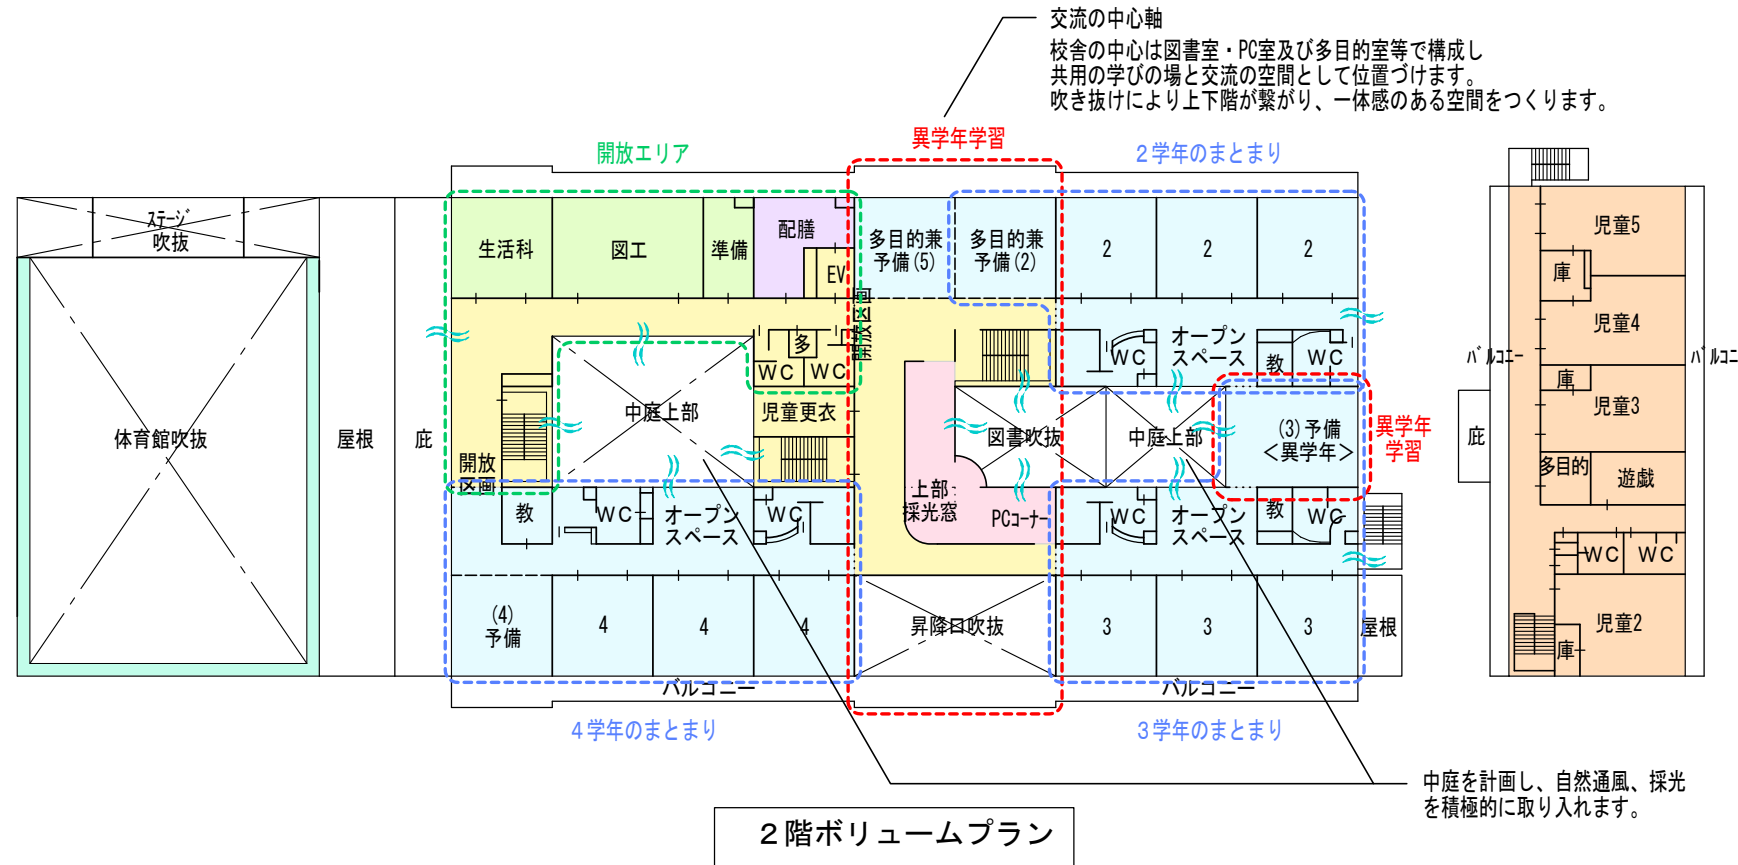 交流の中心軸
校舎の中心は図書室・PC室及び多目的室等で構成し
共用の学びの場と交流の空間として位置づけます。
吹き抜けにより上下階が繋がり、一体感のある空間をつくります。
異学年学習
開放エリア
2学年のまとまり
ステージ
吹抜
生活科
図工
準備
配膳
EV
多目的兼
予備(5)
多目的兼
予備(2)
2
2
2
開放区画
多
WC
WC
WC
オープン
スペース
教
WC
体育館吹抜
屋根
庇
中庭上部
児童更衣
図書吹抜
中庭上部
(3)予備
<異学年>
異学年
学習
開放
区画
教
WC
オープン
スペース
WC
上部
採光窓
PCコーナー
WC
オープン
スペース
教
WC
(4)
予備
4
4
4
昇降口吹抜
3
3
3
屋根
バルコニー
バルコニー
4学年のまとまり
3学年のまとまり
児童5
庫
児童4
バルコニー
バルコニ
庫
児童3
庇
多目的
遊戯
WC
WC
児童2
庫
中庭を計画し、自然通風、採光
を積極的に取り入れます。
2階ボリュームプラン